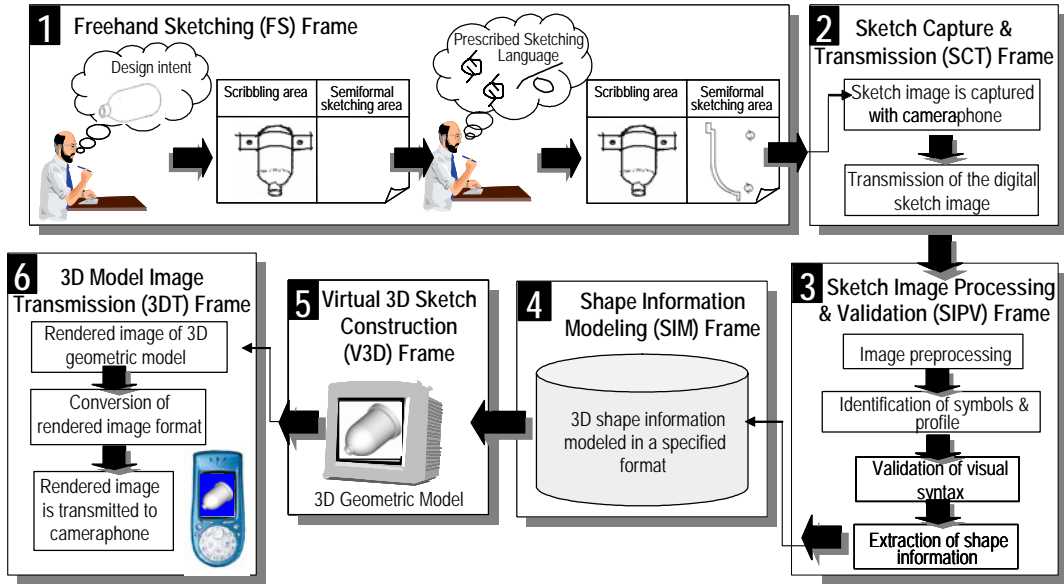 1
Freehand Sketching (FS) Frame
Design intent
Scribbling area
Semiformal
sketching area
Prescribed Sketching
Language
Scribbling area
Semiformal
sketching area
2
Sketch Capture &
Transmission (SCT) Frame
Sketch image is captured
with cameraphone
Transmission of the digital
sketch image
3
Sketch Image Processing
& Validation (SIPV) Frame
Image preprocessing
Identification of symbols &
profile
Validation of visual
syntax
Extraction of shape
information
4
Shape Information
Modeling (SIM) Frame
3D shape information
modeled in a specified
format
5
Virtual 3D Sketch
Construction
(V3D) Frame
3D Geometric Model
6
3D Model Image
Transmission (3DT) Frame
Rendered image of 3D
geometric model
Conversion of
rendered image format
Rendered image
is transmitted to
cameraphone